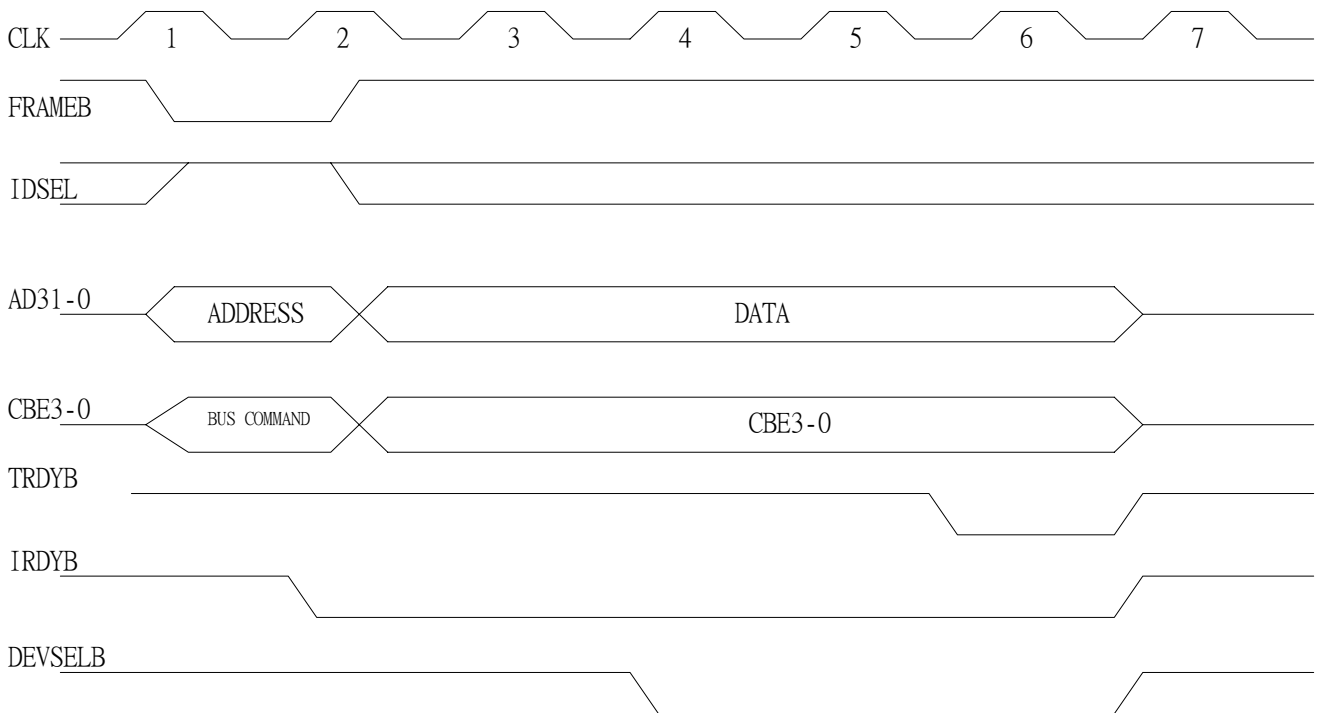 CLK 1 2 3 4 5 6 7
FRAMEB
IDSEL
AD31-0 ADDRESS DATA
CBE3-0 BUS COMMAND CBE3-0
TRDYB
IRDYB
DEVSELB